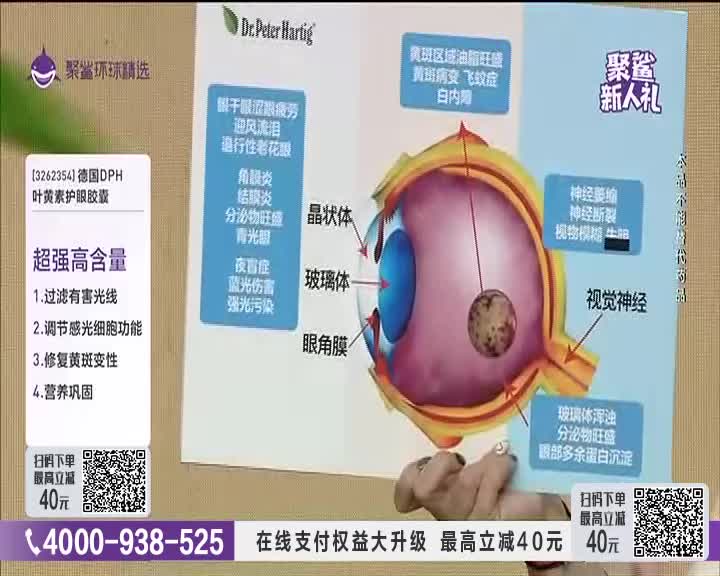 聚鲨环球精选
Dr.Peter Hartig
聚鲨
新人礼
黄斑区域油脂旺盛
黄斑病变 飞蚊症
白内障
眼干眼涩眼疲劳
迎风流泪
退行性老花眼
角膜炎
结膜炎
分泌物旺盛
青光眼
夜盲症
蓝光伤害
强光污染
晶状体
玻璃体
眼角膜
神经萎缩
神经断裂
视物模糊
视觉神经
玻璃体浑浊
分泌物旺盛
眼部多余蛋白沉淀
本品不能替代药品
[3262354] 德国DPH
叶黄素护眼胶囊
超强高含量
1.过滤有害光线
2.调节感光细胞功能
3.修复黄斑变性
4.营养巩固
扫码下单
最高立减
40元
扫码下单
最高立减
40元
4000-938-525
在线支付权益大升级 最高立减40元